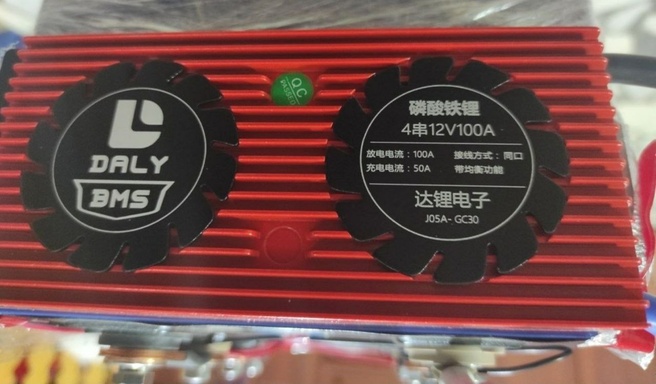 DALY
BMS
QC
PASSED
磷酸铁锂
4串12V100A
放电电流：100A 接线方式：同口
充电电流：50A 带均衡功能
达锂电子
J05A-GC30